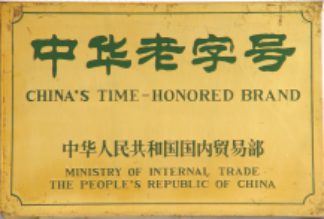 中华老字号
CHINA'S TIME-HONORED BRAND
中华人民共和国国内贸易部
MINISTRY OF INTERNAL TRADE
THE PEOPLE'S REPUBLIC OF CHINA